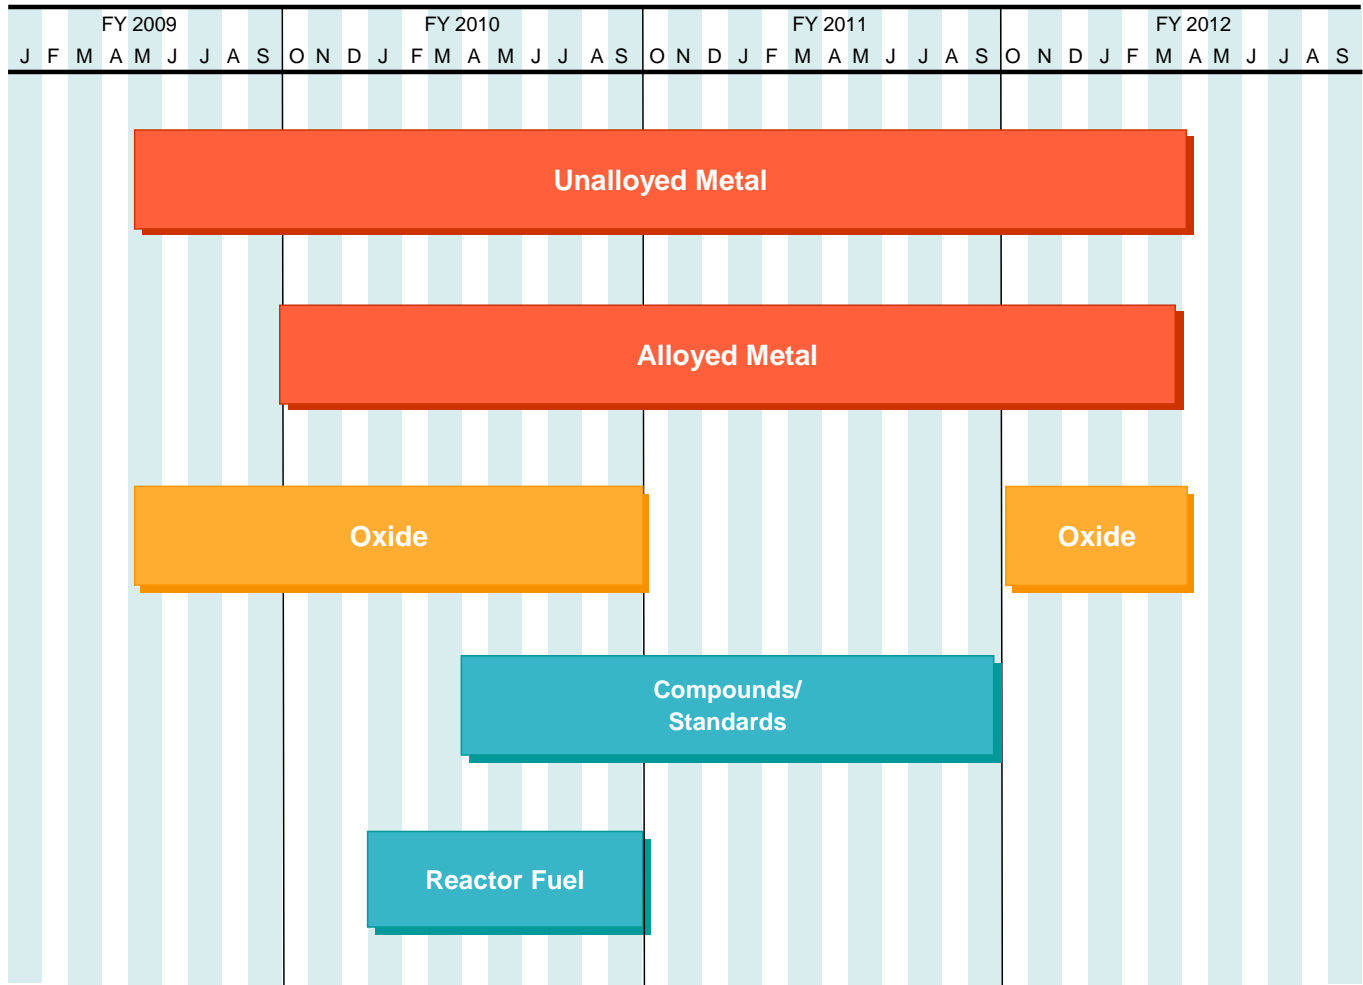 FY 2009 FY 2010 FY 2011 FY 2012
J F M A M J J A S O N D J F M A M J J A S O N D J F M A M J J A S O N D J F M A M J J A S
Unalloyed Metal
Alloyed Metal
Oxide Oxide
Compounds/
Standards
Reactor Fuel